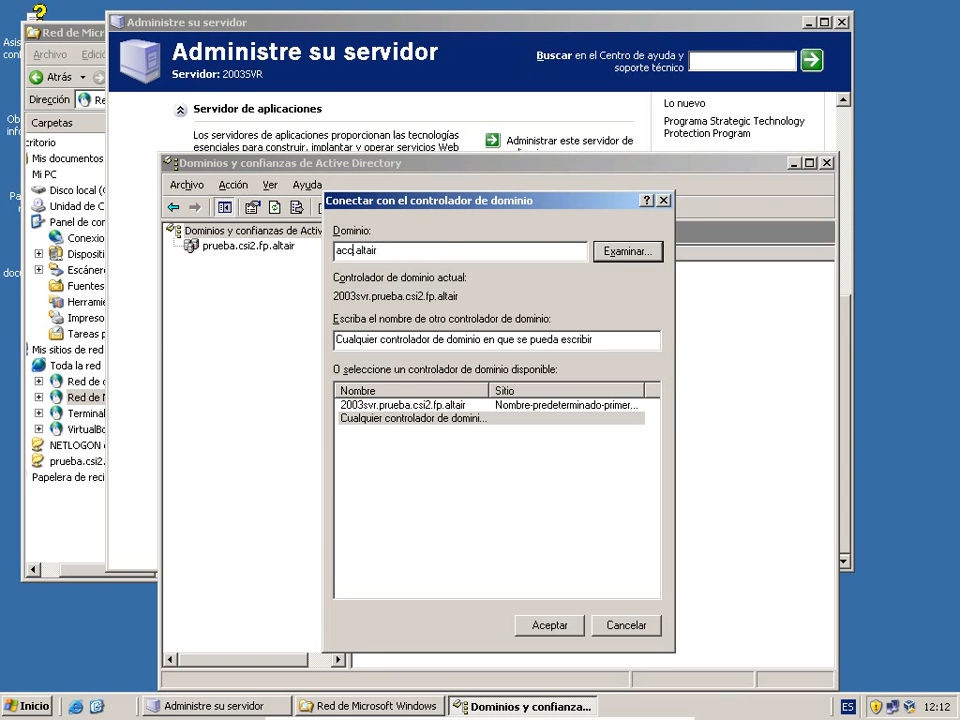 Administre su servidor
Red de Mic
Archivo Edició
Atrás
Dirección Re
Carpetas
critorio
Mis documentos
Mi PC
Disco local (C
Unidad de C
Panel de con
Conexio
Dispositi
Escáner
Fuentes
Herramie
Impreso
Tareas p
Mis sitios de red
Toda la red
Red de d
Red de M
Terminal
VirtualBo
NETLOGON e
prueba.csi2.
Papelera de reci
Administre su servidor
Servidor: 2003SVR
Buscar en el Centro de ayuda y
soporte técnico
Servidor de aplicaciones
Los servidores de aplicaciones proporcionan las tecnologías
esenciales para construir, implantar y operar servicios Web
Administrar este servidor de
Lo nuevo
Programa Strategic Technology
Protection Program
Dominios y confianzas de Active Directory
Archivo Acción Ver Ayuda
Dominios y confianzas de Activ
prueba.csi2.fp.altair
Conectar con el controlador de dominio
Dominio:
acc.altair
Examinar...
Controlador de dominio actual:
2003svr.prueba.csi2.fp.altair
Escriba el nombre de otro controlador de dominio:
Cualquier controlador de dominio en que se pueda escribir
O seleccione un controlador de dominio disponible:
Nombre Sitio
2003svr.prueba.csi2.fp.altair Nombre-predeterminado-primer...
Cualquier controlador de domini...
Aceptar Cancelar
Inicio
Administre su servidor
Red de Microsoft Windows
Dominios y confianza...
ES
12:12